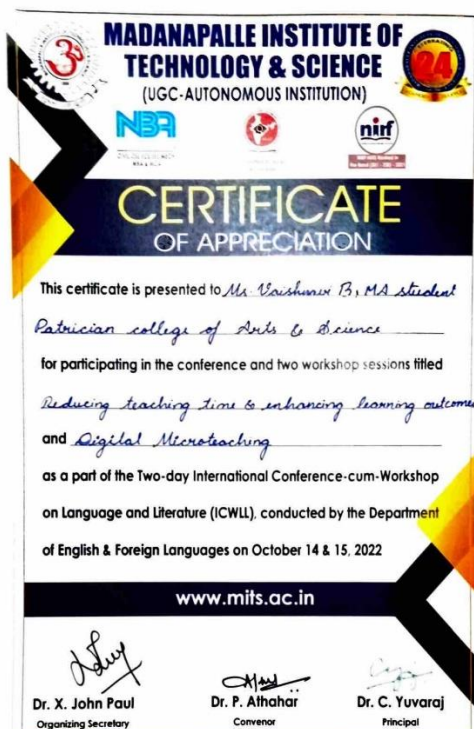 MADANAPALLE INSTITUTE OF
TECHNOLOGY & SCIENCE
(UGC-AUTONOMOUS INSTITUTION)
24
NBA
nirf
CERTIFICATE
OF APPRECIATION
This certificate is presented to Ms. Vaishnavi B, MA student
Patrician college of Arts & Science
for participating in the conference and two workshop sessions titled
Reducing teaching time & enhancing learning outcomes
and Digital Microteaching
as a part of the Two-day International Conference-cum-Workshop
on Language and Literature (ICWLL), conducted by the Department
of English & Foreign Languages on October 14 & 15, 2022
www.mits.ac.in
Dr. X. John Paul
Organizing Secretary
Dr. P. Athahar
Convenor
Dr. C. Yuvaraj
Principal